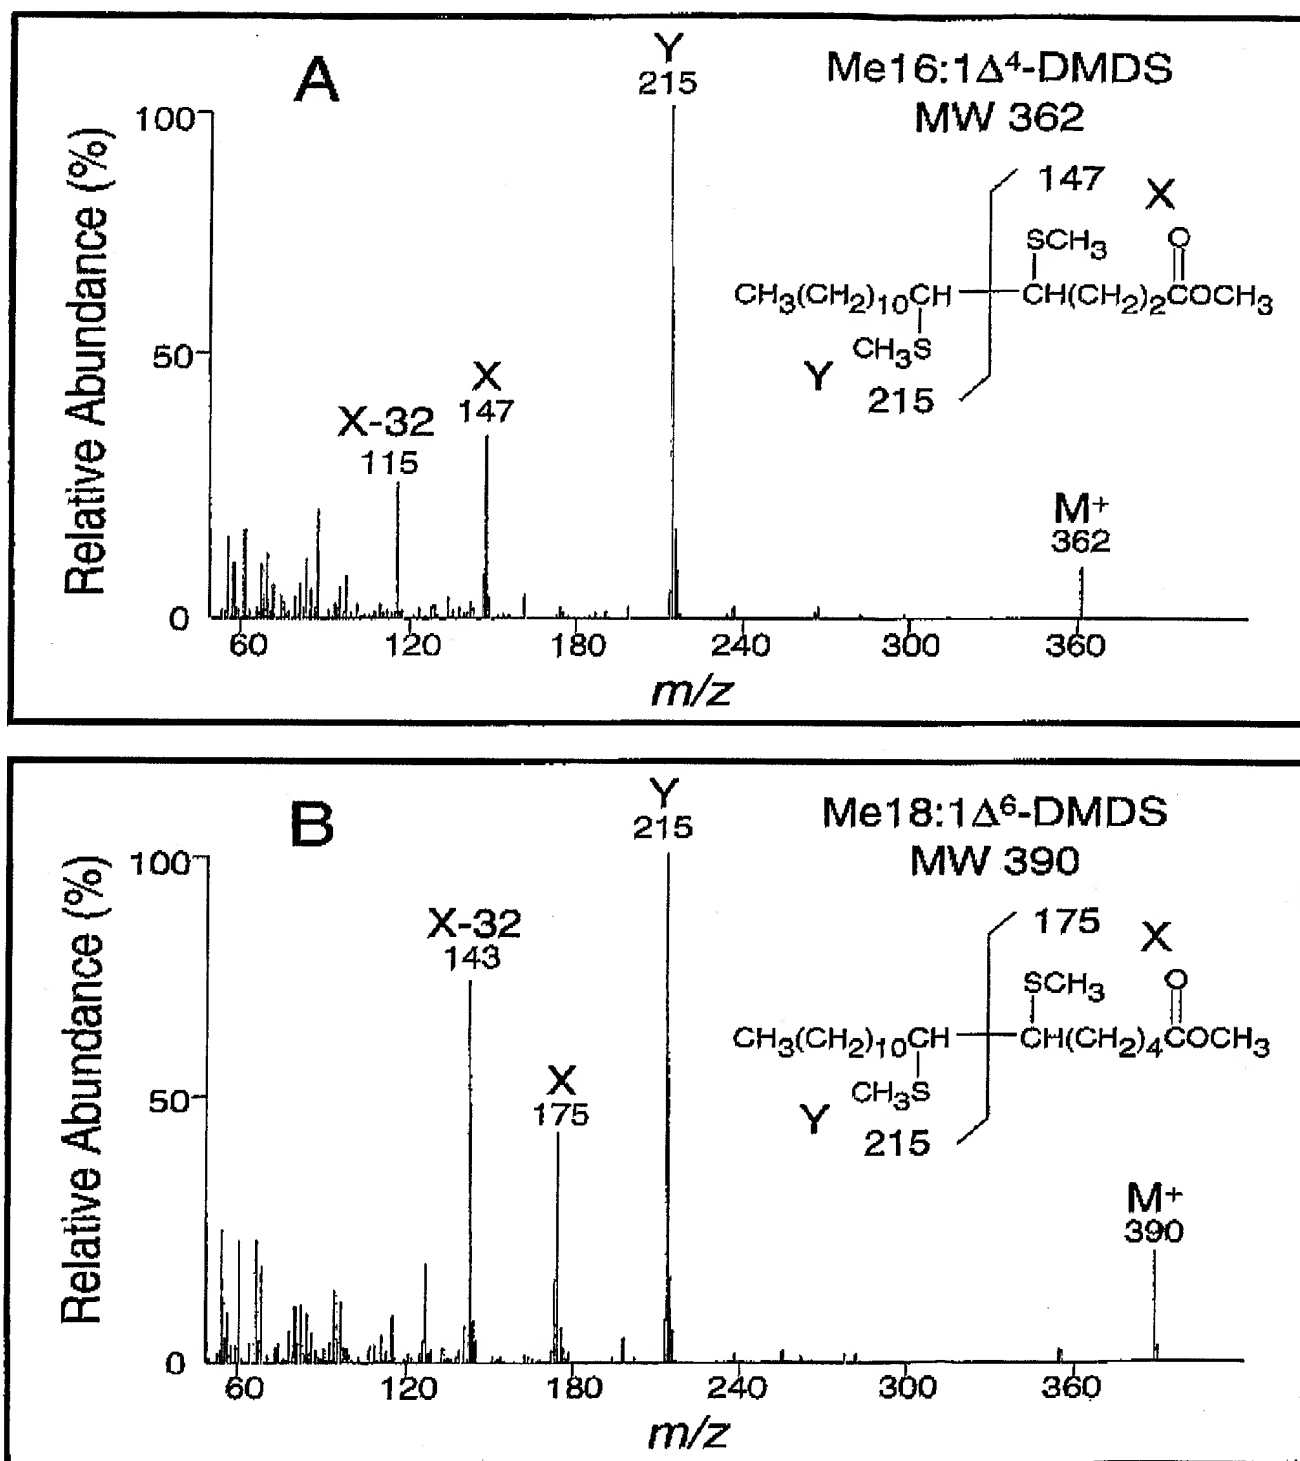 A
Y
215
Me16:1Δ⁴-DMDS
MW 362
100
50
0
Relative Abundance (%)
X-32
115
X
147
147
X
SCH₃
O
CH₃(CH₂)₁₀CH
CH(CH₂)₂COCH₃
CH₃S
Y
215
M⁺
362
60 120 180 240 300 360
m/z
B
Y
215
Me18:1Δ⁶-DMDS
MW 390
100
50
0
Relative Abundance (%)
X-32
143
X
175
175
X
SCH₃
O
CH₃(CH₂)₁₀CH
CH(CH₂)₄COCH₃
CH₃S
Y
215
M⁺
390
60 120 180 240 300 360
m/z